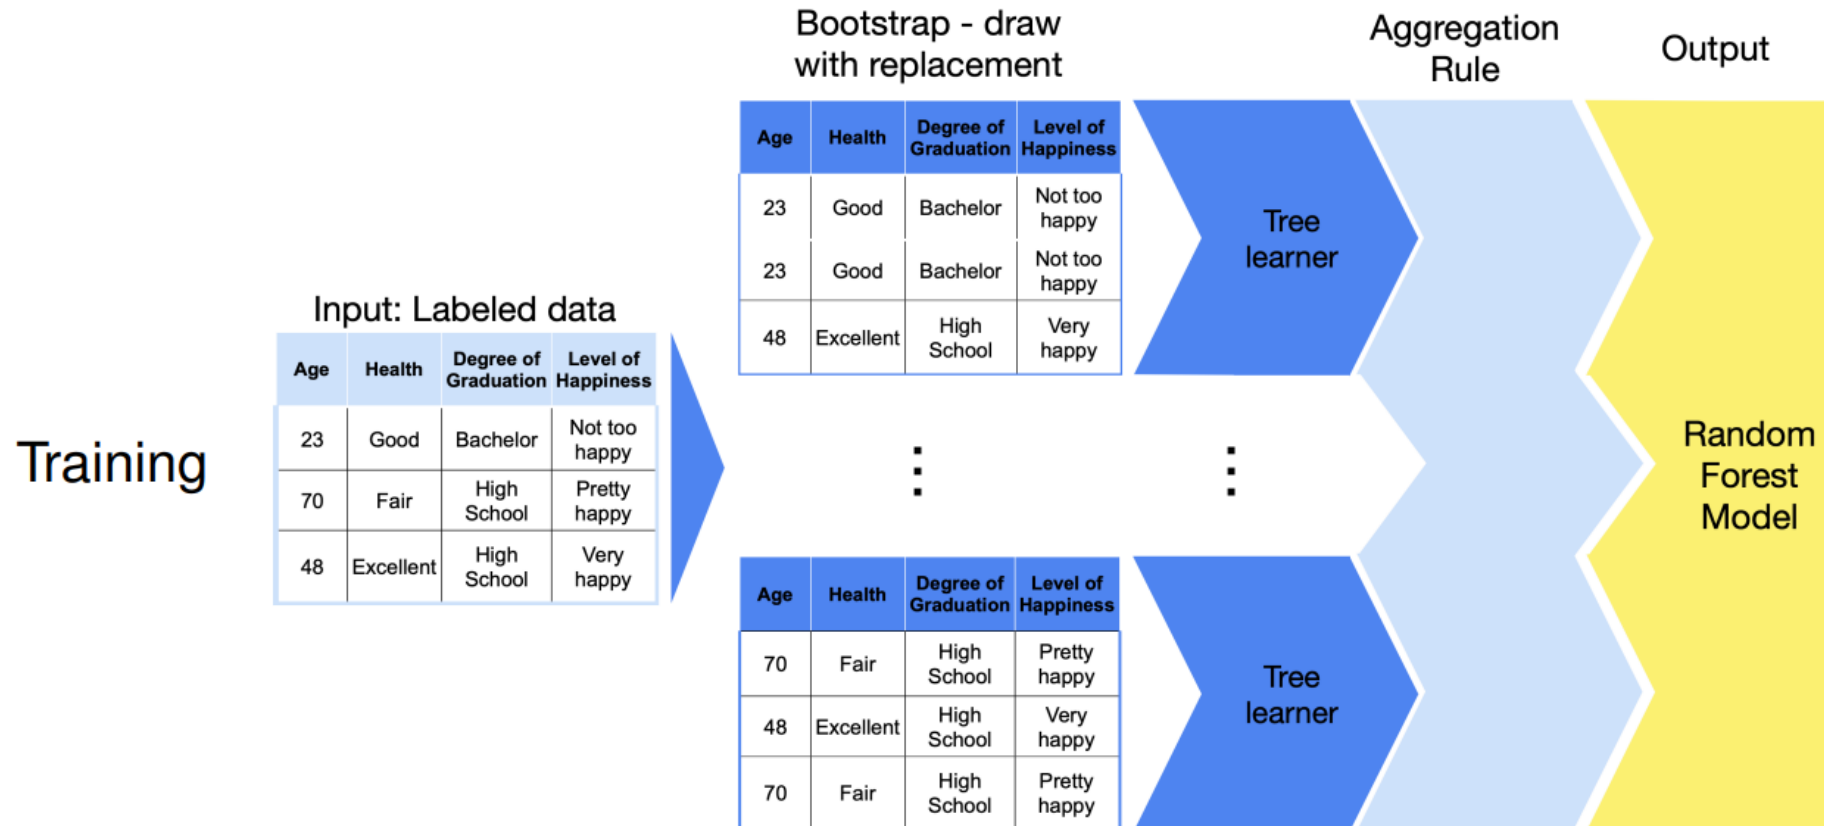 Bootstrap - draw
with replacement
Aggregation
Rule
Output
Age Health Degree of Graduation Level of Happiness
23 Good Bachelor Not too happy
23 Good Bachelor Not too happy
48 Excellent High School Very happy
Tree
learner
Input: Labeled data
Age Health Degree of Graduation Level of Happiness
23 Good Bachelor Not too happy
70 Fair High School Pretty happy
48 Excellent High School Very happy
Training
Random
Forest
Model
Age Health Degree of Graduation Level of Happiness
70 Fair High School Pretty happy
48 Excellent High School Very happy
70 Fair High School Pretty happy
Tree
learner